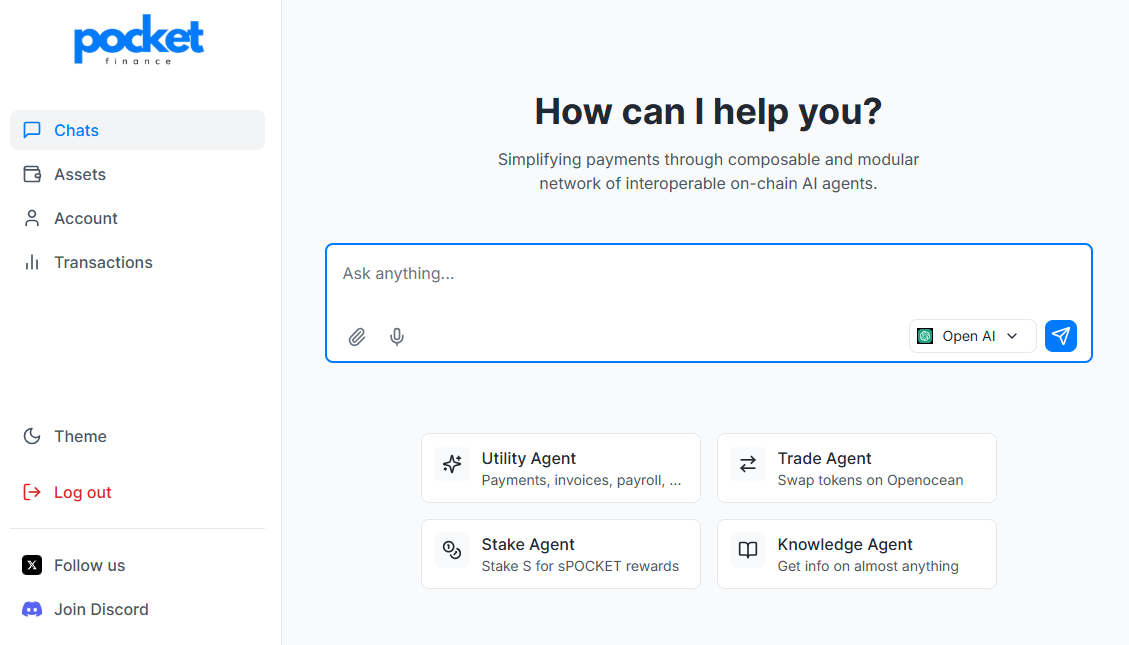 pocket
finance
Chats
Assets
Account
Transactions
Theme
Log out
Follow us
Join Discord
How can I help you?
Simplifying payments through composable and modular
network of interoperable on-chain AI agents.
Ask anything...
Open AI
Utility Agent
Payments, invoices, payroll, ...
Trade Agent
Swap tokens on Openocean
Stake Agent
Stake S for sPOCKET rewards
Knowledge Agent
Get info on almost anything